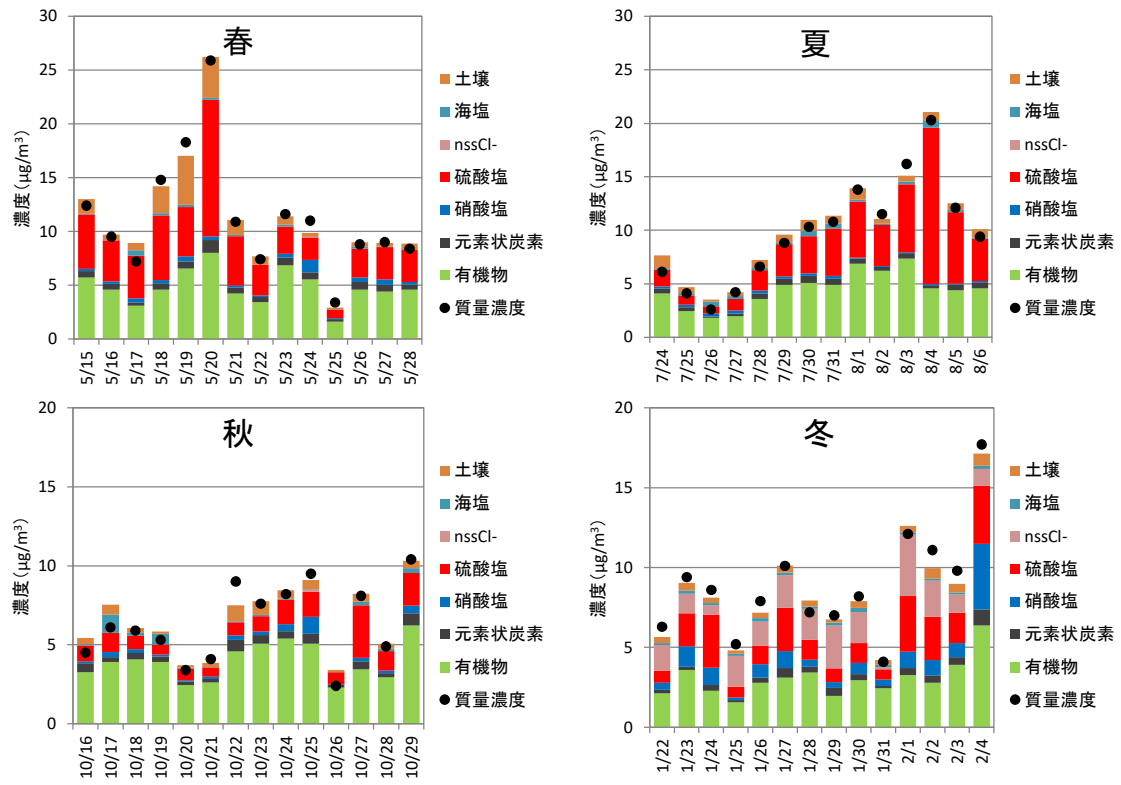 春
30
25
20
15
10
5
0
濃度(μg/m³)
5/15
5/16
5/17
5/18
5/19
5/20
5/21
5/22
5/23
5/24
5/25
5/26
5/27
5/28
土壌
海塩
nssCl-
硫酸塩
硝酸塩
元素状炭素
有機物
質量濃度
夏
30
25
20
15
10
5
0
濃度(μg/m³)
7/24
7/25
7/26
7/27
7/28
7/29
7/30
7/31
8/1
8/2
8/3
8/4
8/5
8/6
土壌
海塩
nssCl-
硫酸塩
硝酸塩
元素状炭素
有機物
質量濃度
秋
20
15
10
5
0
濃度(μg/m³)
10/16
10/17
10/18
10/19
10/20
10/21
10/22
10/23
10/24
10/25
10/26
10/27
10/28
10/29
土壌
海塩
nssCl-
硫酸塩
硝酸塩
元素状炭素
有機物
質量濃度
冬
20
15
10
5
0
濃度(μg/m³)
1/22
1/23
1/24
1/25
1/26
1/27
1/28
1/29
1/30
1/31
2/1
2/2
2/3
2/4
土壌
海塩
nssCl-
硫酸塩
硝酸塩
元素状炭素
有機物
質量濃度